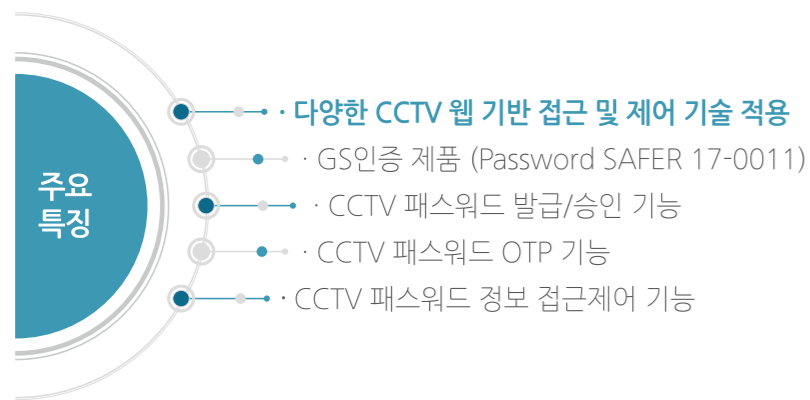 주요
특징
· 다양한 CCTV 웹 기반 접근 및 제어 기술 적용
· GS인증 제품 (Password SAFER 17-0011)
· CCTV 패스워드 발급/승인 기능
· CCTV 패스워드 OTP 기능
· CCTV 패스워드 정보 접근제어 기능